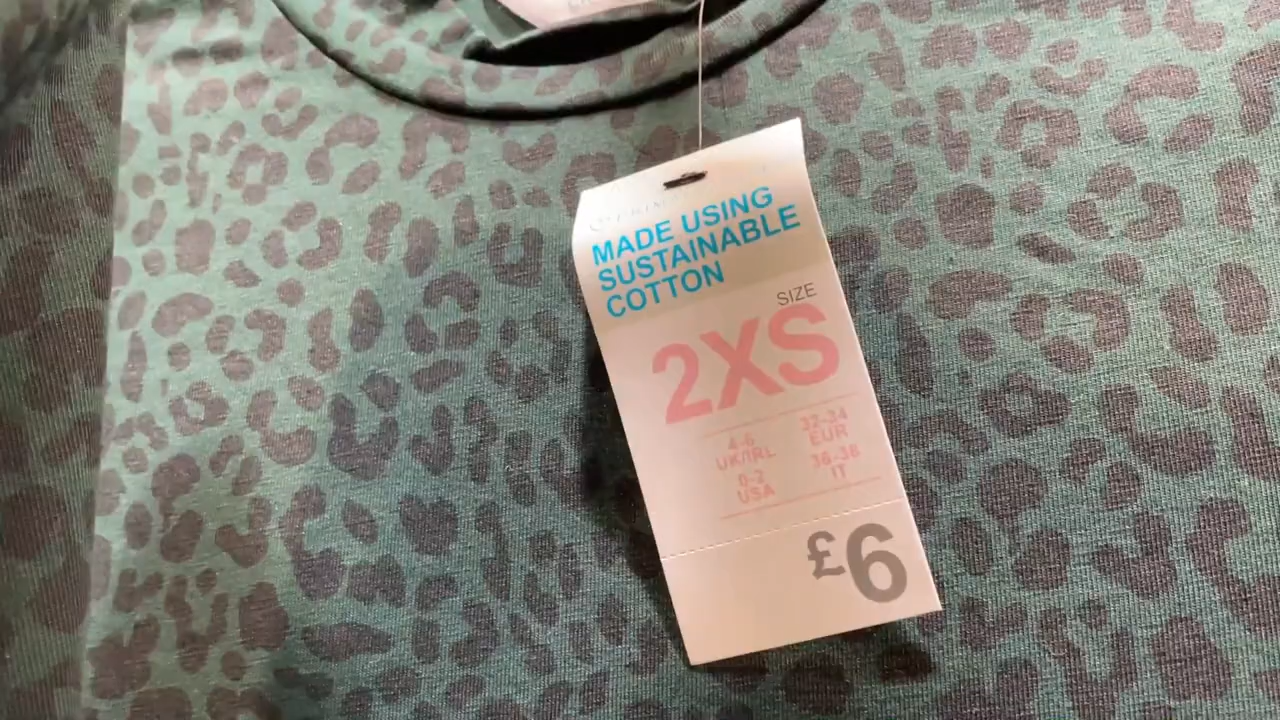 MADE USING
SUSTAINABLE
COTTON
SIZE
2XS
4-6
UK/IRL
32-34
EUR
0-2
USA
36-38
IT
£6